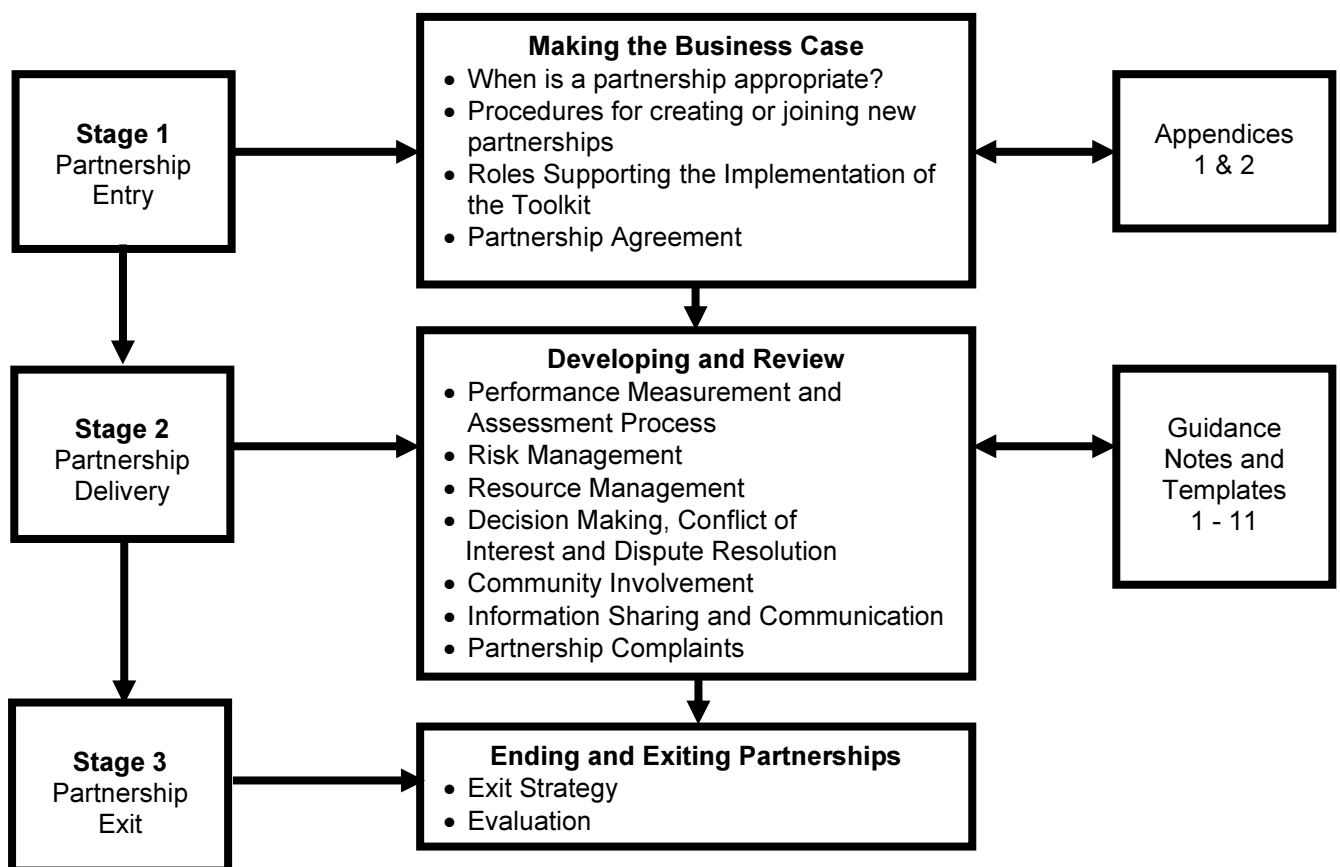 Stage 1
Partnership
Entry
Making the Business Case
• When is a partnership appropriate?
• Procedures for creating or joining new
partnerships
• Roles Supporting the Implementation of
the Toolkit
• Partnership Agreement
Appendices
1 & 2
Stage 2
Partnership
Delivery
Developing and Review
• Performance Measurement and
Assessment Process
• Risk Management
• Resource Management
• Decision Making, Conflict of
Interest and Dispute Resolution
• Community Involvement
• Information Sharing and Communication
• Partnership Complaints
Guidance
Notes and
Templates
1 - 11
Stage 3
Partnership
Exit
Ending and Exiting Partnerships
• Exit Strategy
• Evaluation